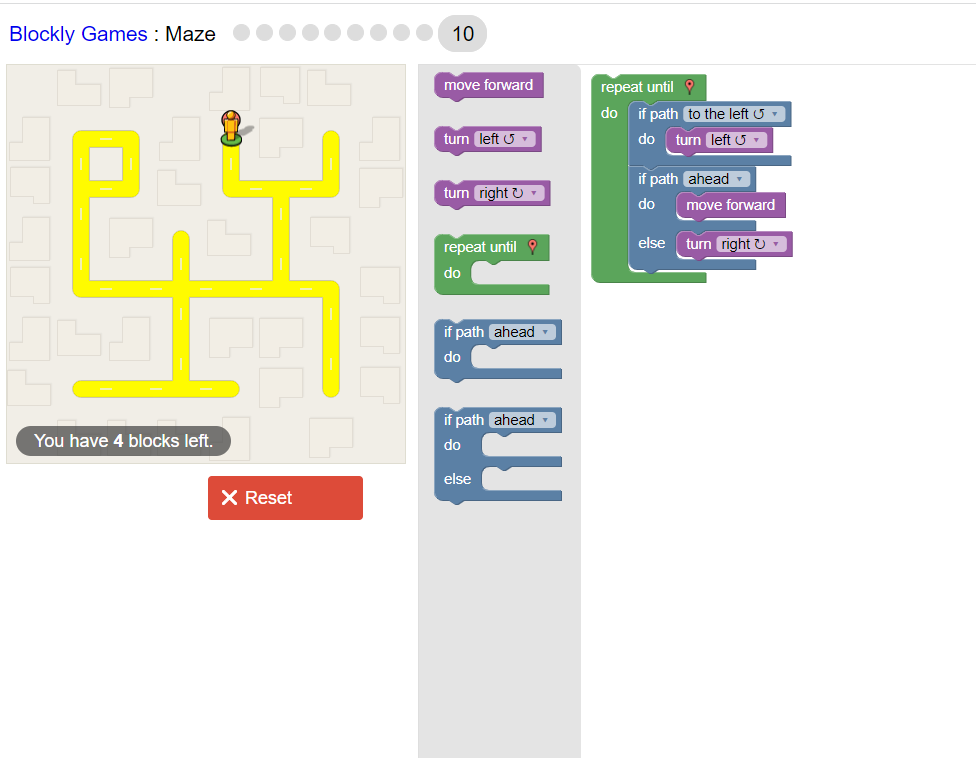 Blockly Games : Maze 10
You have 4 blocks left.
Reset
move forward
turn left ↺
turn right ↻
repeat until
do
if path ahead
do
if path ahead
do
else
repeat until
do
if path to the left ↺
do turn left ↺
if path ahead
do move forward
else turn right ↻